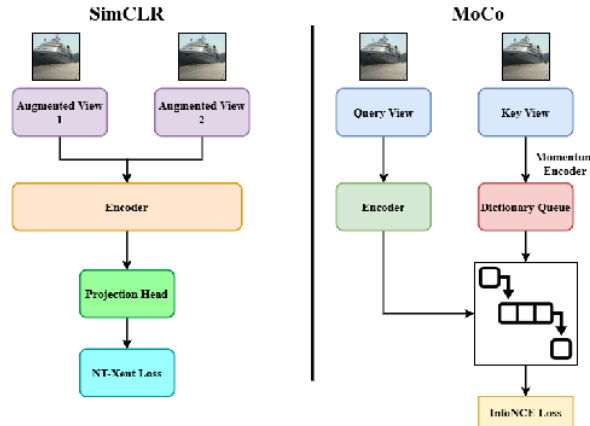 SimCLR
MoCo
Augmented View
1
Augmented View
2
Query View
Key View
Momentum
Encoder
Encoder
Encoder
Dictionary Queue
Projection Head
NT-Xent Loss
InfoNCE Loss